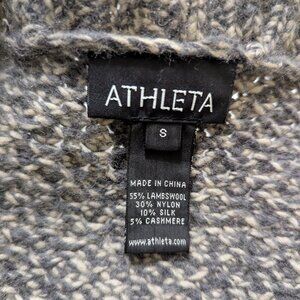 ATHLETA
S
MADE IN CHINA
55% LAMBSWOOL
30% NYLON
10% SILK
5% CASHMERE
www.athleta.com